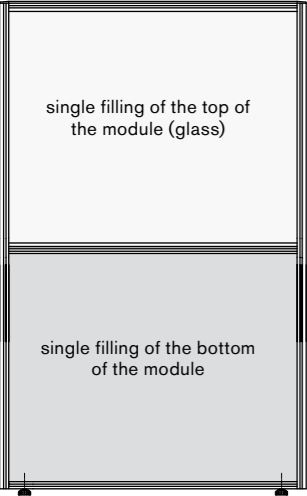 single filling of the top of
the module (glass)
single filling of the bottom
of the module